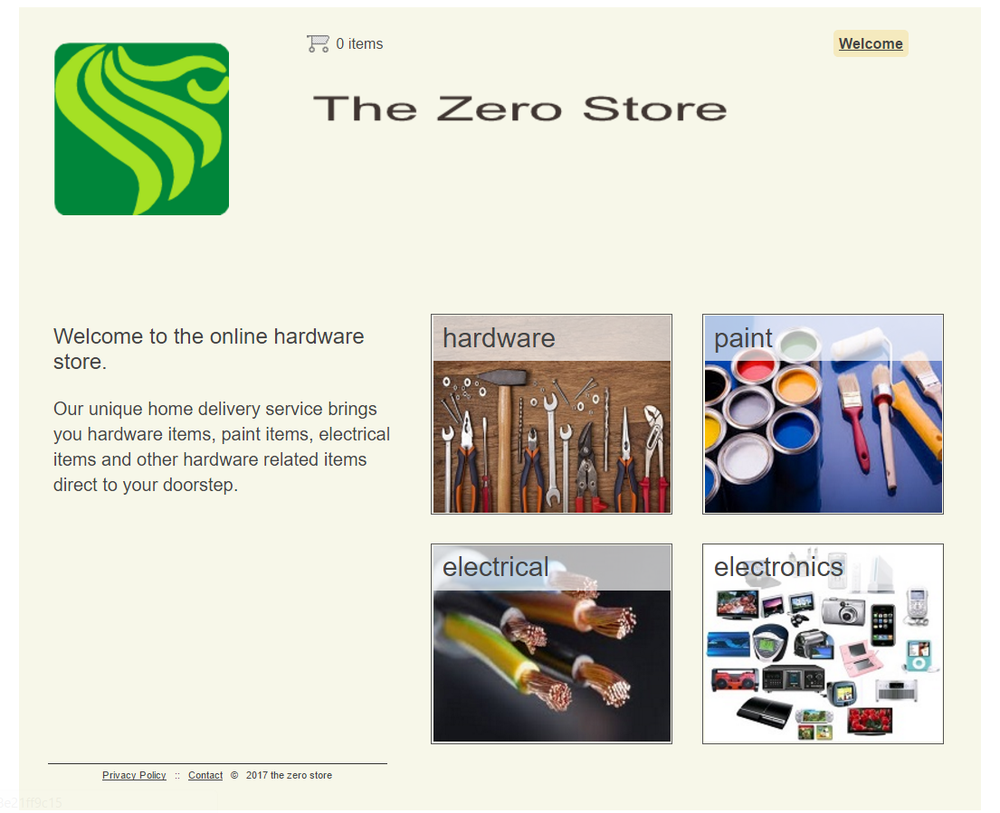 0 items
Welcome
The Zero Store
Welcome to the online hardware
store.
Our unique home delivery service brings
you hardware items, paint items, electrical
items and other hardware related items
direct to your doorstep.
hardware
paint
electrical
electronics
Privacy Policy :: Contact © 2017 the zero store